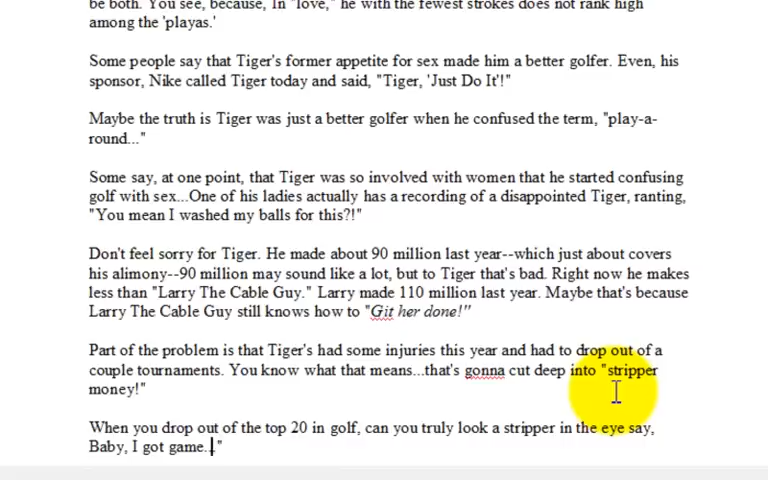 be both. You see, because, in "love," he with the fewest strokes does not rank high
among the 'playas.'
Some people say that Tiger's former appetite for sex made him a better golfer. Even, his
sponsor, Nike called Tiger today and said, "Tiger, 'Just Do It'!"
Maybe the truth is Tiger was just a better golfer when he confused the term, "play-a-
round..."
Some say, at one point, that Tiger was so involved with women that he started confusing
golf with sex...One of his ladies actually has a recording of a disappointed Tiger, ranting,
"You mean I washed my balls for this?!"
Don't feel sorry for Tiger. He made about 90 million last year--which just about covers
his alimony--90 million may sound like a lot, but to Tiger that's bad. Right now he makes
less than "Larry The Cable Guy." Larry made 110 million last year. Maybe that's because
Larry The Cable Guy still knows how to "Git her done!"
Part of the problem is that Tiger's had some injuries this year and had to drop out of a
couple tournaments. You know what that means...that's gonna cut deep into "stripper
money!"
When you drop out of the top 20 in golf, can you truly look a stripper in the eye say,
Baby, I got game.."